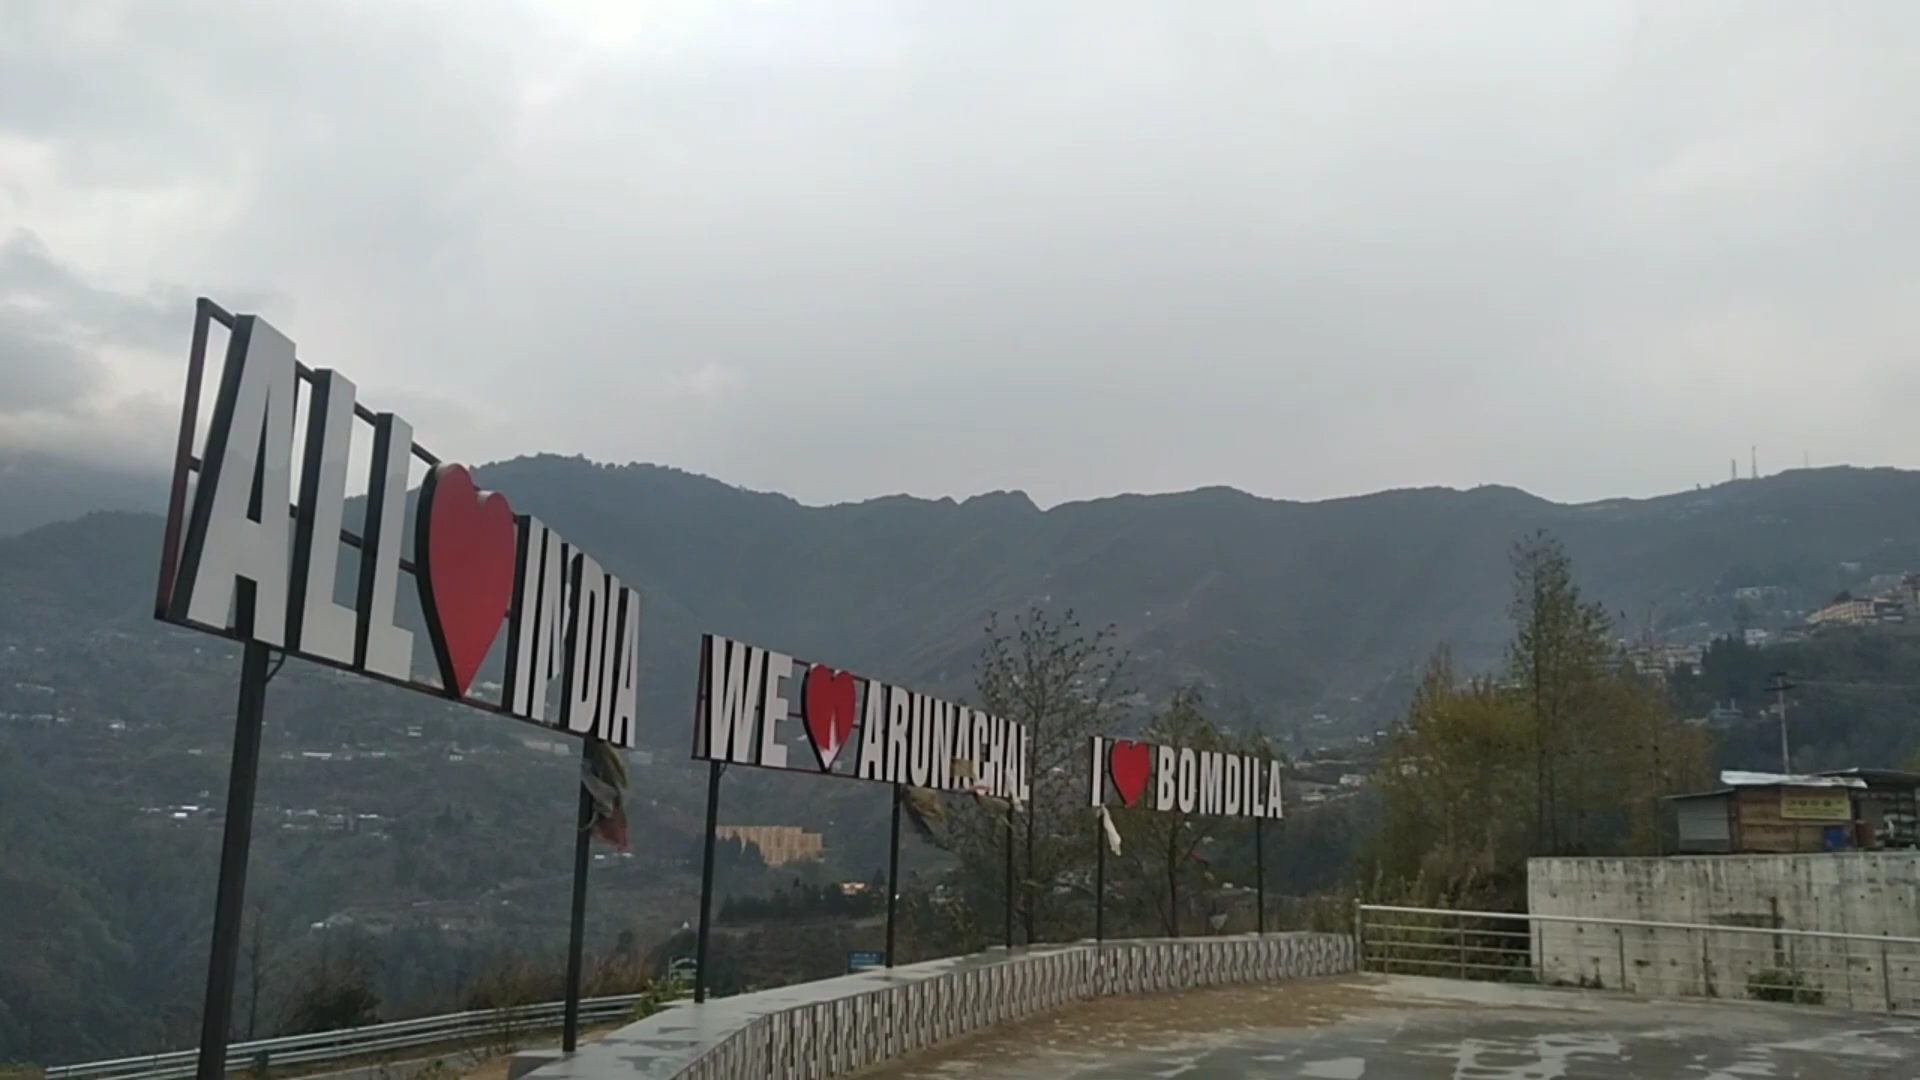 ALL ♥ INDIA
WE ♥ ARUNACHAL
I ♥ BOMDILA